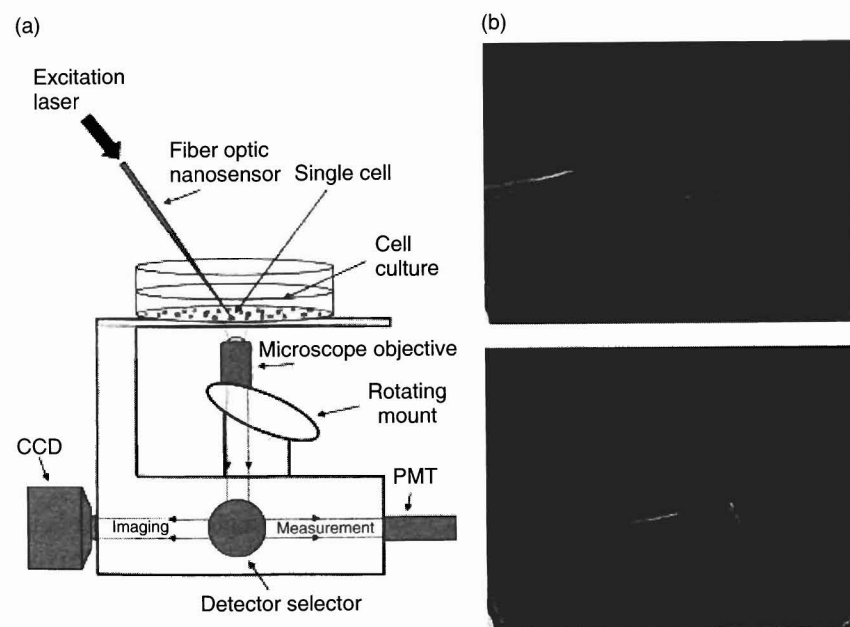 (a)
(b)
Excitation
laser
Fiber optic
nanosensor
Single cell
Cell
culture
Microscope objective
Rotating
mount
CCD
PMT
Imaging
Measurement
Detector selector